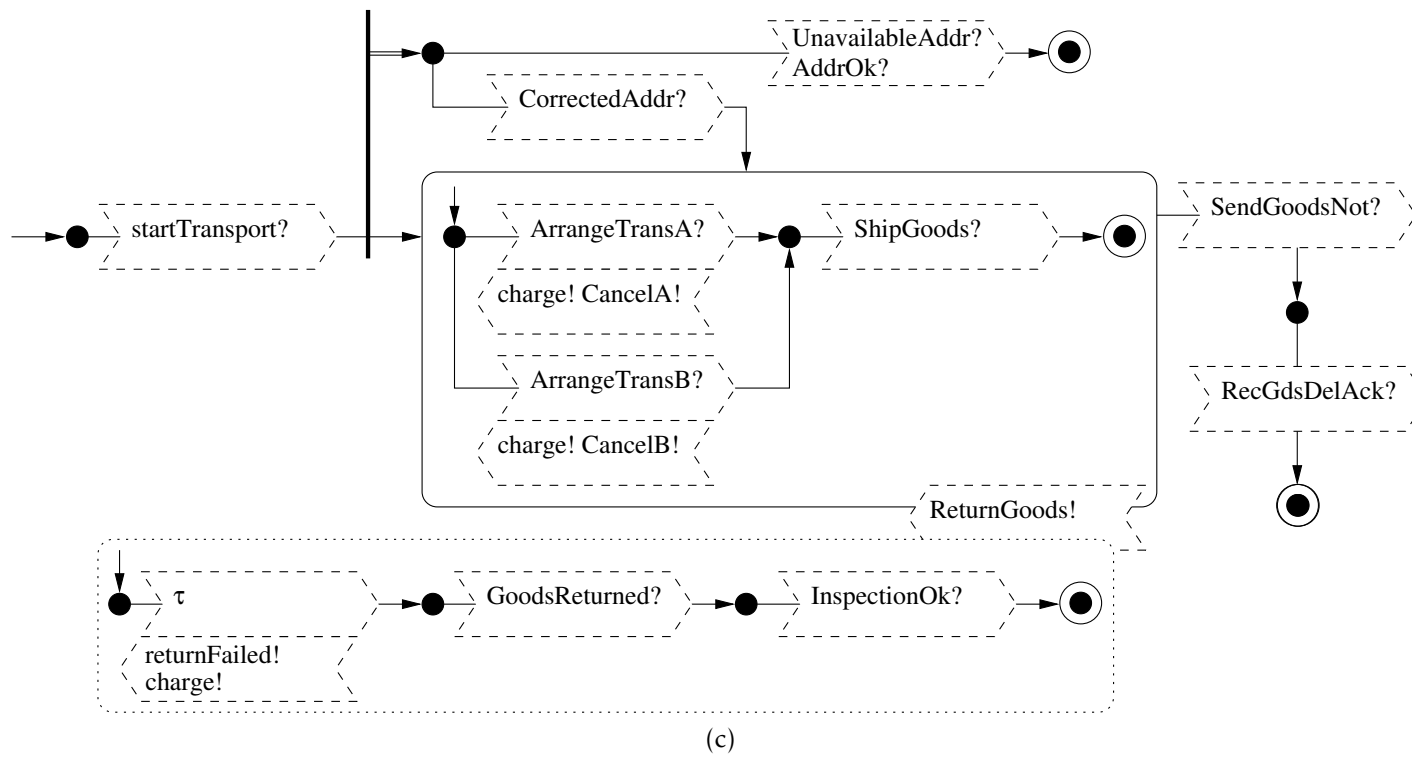 UnavailableAddr?
AddrOk?
CorrectedAddr?
startTransport?
ArrangeTransA?
ShipGoods?
SendGoodsNot?
charge! CancelA!
ArrangeTransB?
RecGdsDelAck?
charge! CancelB!
ReturnGoods!
τ
GoodsReturned?
InspectionOk?
returnFailed!
charge!
(c)